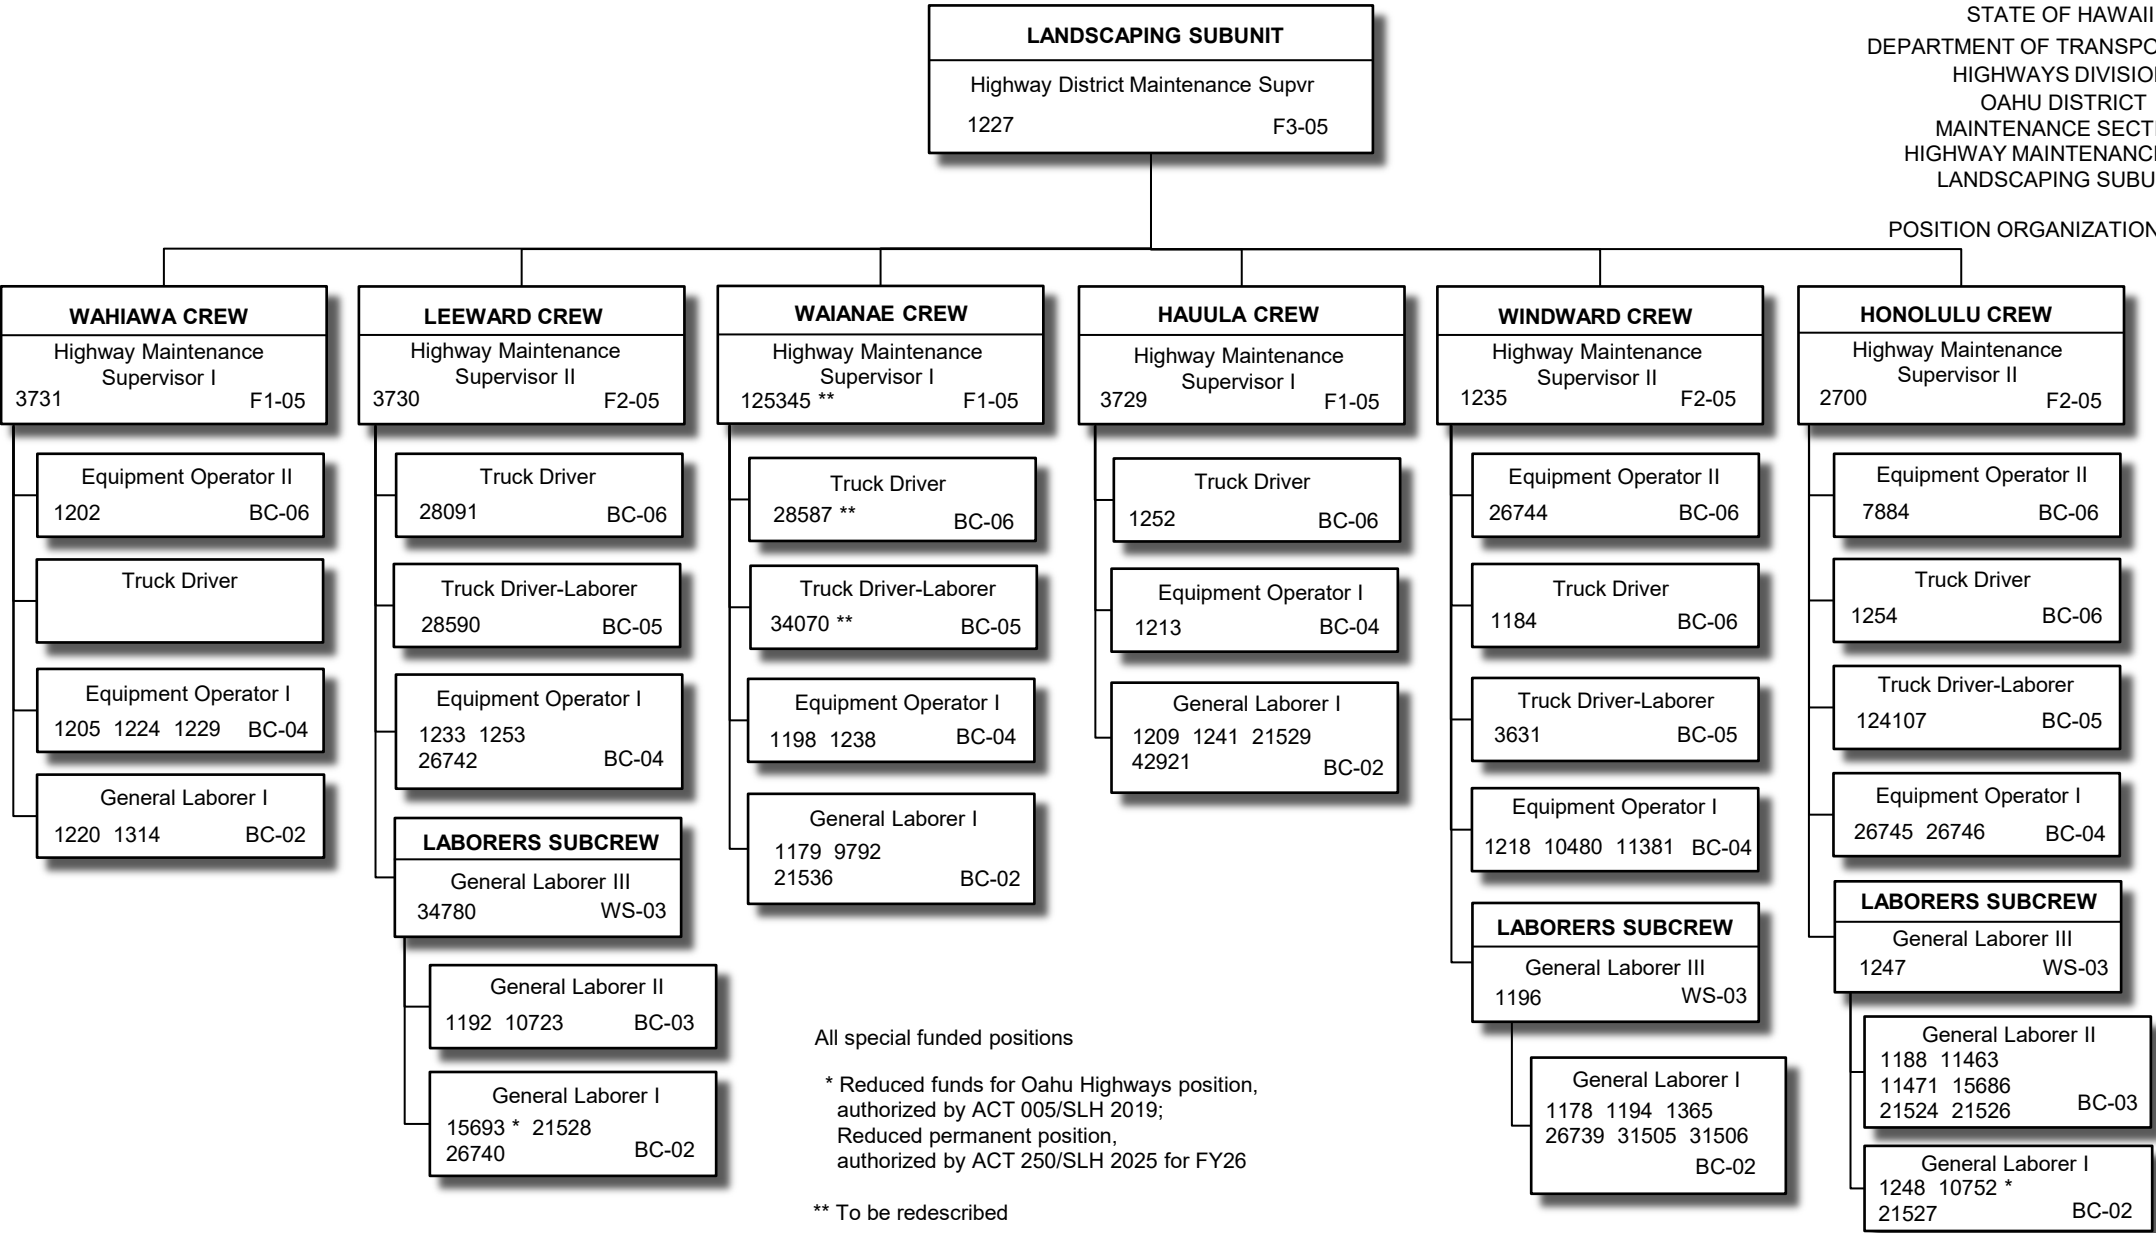 STATE OF HAWAII
DEPARTMENT OF
HIGHWAYS
OAHU DISTRICT
MAINTENANCE
HIGHWAY
LANDSCAPING
POSITION
LANDSCAPING SUBUNIT
Highway District Maintenance Supvr
1227 F3-05
WAHIAWA CREW
Highway Maintenance
Supervisor I
3731 F1-05
Equipment Operator II
1202 BC-06
Truck Driver
Equipment Operator I
1205 1224 1229 BC-04
General Laborer I
1220 1314 BC-02
LEEWARD CREW
Highway Maintenance
Supervisor II
3730 F2-05
Truck Driver
28091 BC-06
Truck Driver-Laborer
28590 BC-05
Equipment Operator I
1233 1253
26742 BC-04
LABORERS SUBCREW
General Laborer III
34780 WS-03
General Laborer II
1192 10723 BC-03
General Laborer I
15693 * 21528
26740 BC-02
WAIANAE CREW
Highway Maintenance
Supervisor I
125345 ** F1-05
Truck Driver
28587 ** BC-06
Truck Driver-Laborer
34070 ** BC-05
Equipment Operator I
1198 1238 BC-04
General Laborer I
1179 9792
21536 BC-02
HAUULA CREW
Highway Maintenance
Supervisor I
3729 F1-05
Truck Driver
1252 BC-06
Equipment Operator I
1213 BC-04
General Laborer I
1209 1241 21529
42921 BC-02
WINDWARD CREW
Highway Maintenance
Supervisor II
1235 F2-05
Equipment Operator II
26744 BC-06
Truck Driver
1184 BC-06
Truck Driver-Laborer
3631 BC-05
Equipment Operator I
1218 10480 11381 BC-04
LABORERS SUBCREW
General Laborer III
1196 WS-03
General Laborer I
1178 1194 1365
26739 31505 31506
BC-02
HONOLULU CREW
Highway Maintenance
Supervisor II
2700 F2-05
Equipment Operator II
7884 BC-06
Truck Driver
1254 BC-06
Truck Driver-Laborer
124107 BC-05
Equipment Operator I
26745 26746 BC-04
LABORERS SUBCREW
General Laborer III
1247 WS-03
General Laborer II
1188 11463
11471 15686
21524 21526 BC-03
General Laborer I
1248 10752 *
21527 BC-02
All special funded positions
* Reduced funds for Oahu Highways position,
authorized by ACT 005/SLH 2019;
Reduced permanent position,
authorized by ACT 250/SLH 2025 for FY26
** To be redescribed